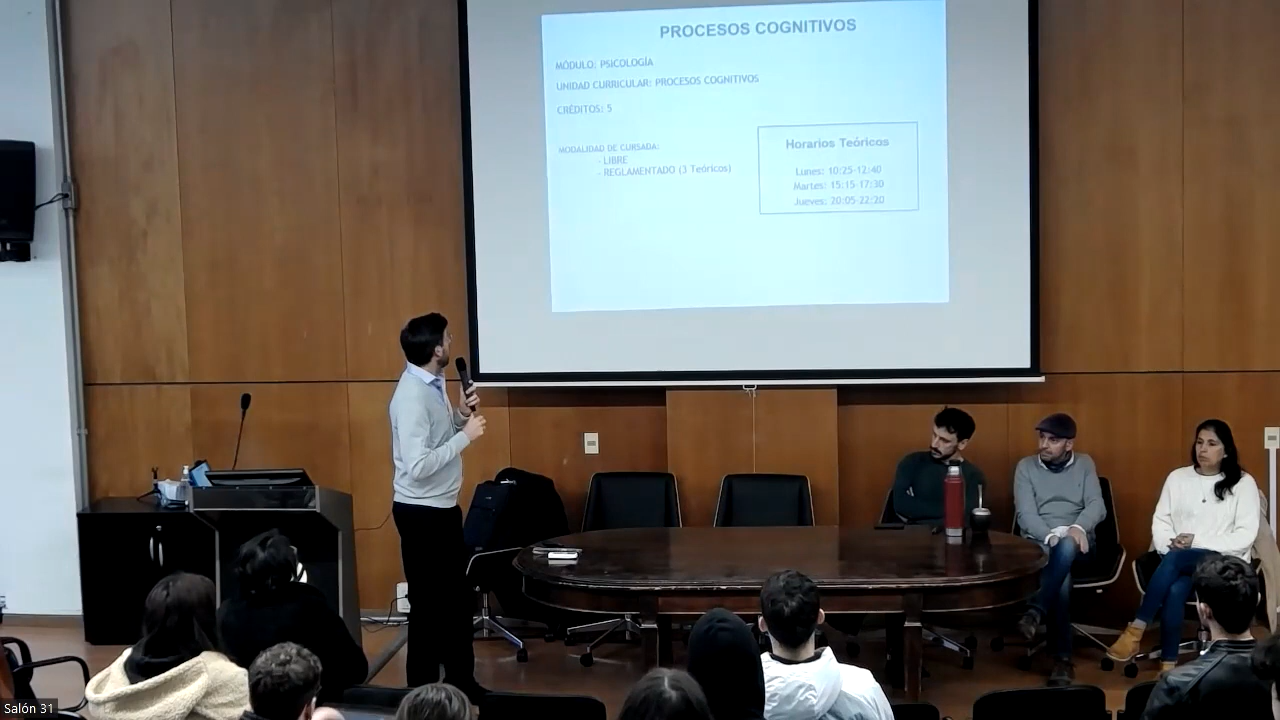 PROCESOS COGNITIVOS
MÓDULO: PSICOLOGÍA
UNIDAD CURRICULAR: PROCESOS COGNITIVOS
CRÉDITOS: 5
MODALIDAD DE CURSADA:
- LIBRE
- REGLAMENTADO (3 Teóricos)
Horarios Teóricos
Lunes: 10:25-12:40
Martes: 15:15-17:30
Jueves: 20:05-22:20
Salón 31